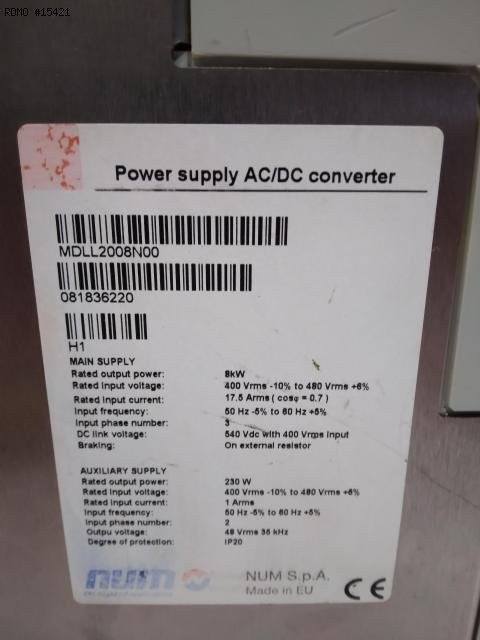 RDMO #15421
Power supply AC/DC converter
MDLL2008N00
081836220
H1
MAIN SUPPLY
Rated output power: 8kW
Rated input voltage: 400 Vrms -10% to 480 Vrms +6%
Rated input current: 17.5 Arms ( cosφ = 0.7 )
Input frequency: 50 Hz -5% to 60 Hz +5%
Input phase number: 3
DC link voltage: 540 Vdc with 400 Vrms input
Braking: On external resistor
AUXILIARY SUPPLY
Rated output power: 230 W
Rated input voltage: 400 Vrms -10% to 480 Vrms +6%
Rated input current: 1 Arms
Input frequency: 50 Hz -5% to 60 Hz +5%
Input phase number: 2
Outpu voltage: 48 Vrms 35 kHz
Degree of protection: IP20
num NUM S.p.A.
Made in EU CE